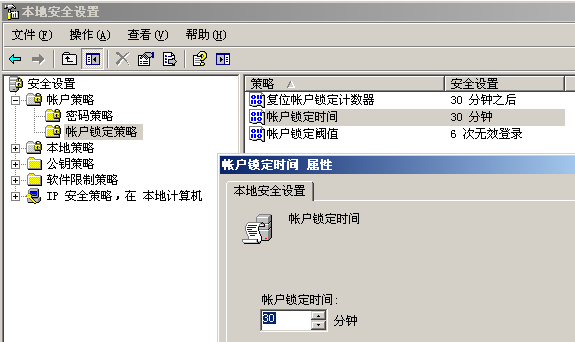 本地安全设置
文件(F) 操作(A) 查看(V) 帮助(H)
安全设置
帐户策略
密码策略
帐户锁定策略
本地策略
公钥策略
软件限制策略
IP 安全策略，在 本地计算机
策略 安全设置
复位帐户锁定计数器 30 分钟之后
帐户锁定时间 30 分钟
帐户锁定阈值 6 次无效登录
帐户锁定时间 属性
本地安全设置
帐户锁定时间
帐户锁定时间:
30 分钟